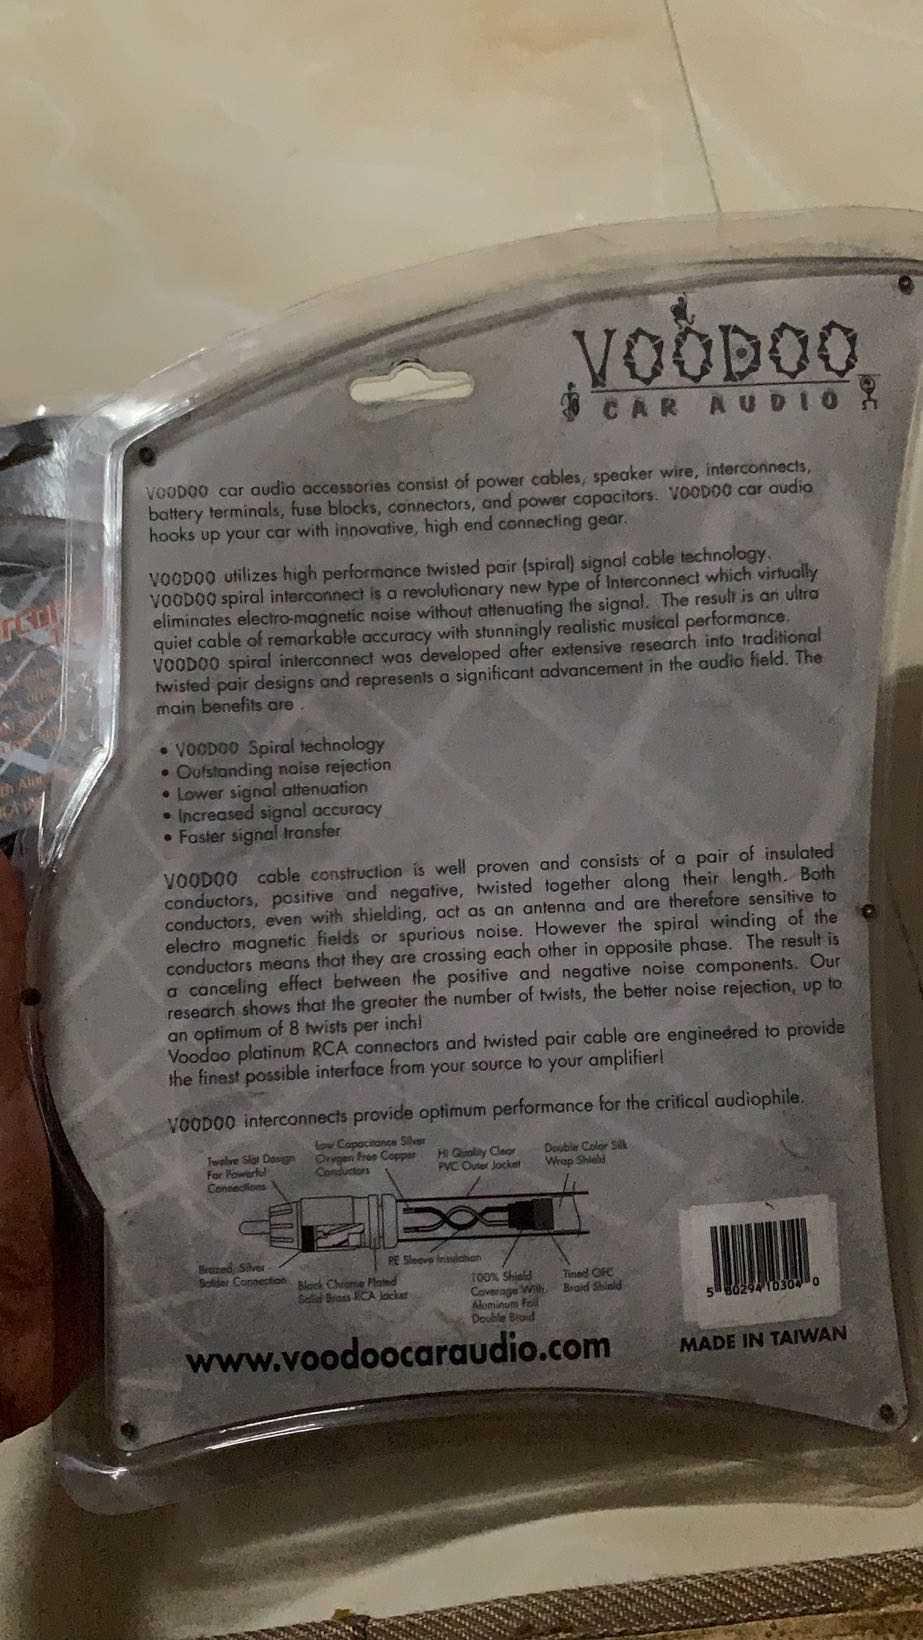 VOODOO
CAR AUDIO
VOODOO car audio accessories consist of power cables, speaker wire, interconnects,
battery terminals, fuse blocks, connectors, and power capacitors. VOODOO car audio
hooks up your car with innovative, high end connecting gear.
VOODOO utilizes high performance twisted pair (spiral) signal cable technology.
VOODOO spiral interconnect is a revolutionary new type of Interconnect which virtually
eliminates electro-magnetic noise without attenuating the signal. The result is an ultra
quiet cable of remarkable accuracy with stunningly realistic musical performance.
VOODOO spiral interconnect was developed after extensive research into traditional
twisted pair designs and represents a significant advancement in the audio field. The
main benefits are .
• VOODOO Spiral technology
• Outstanding noise rejection
• Lower signal attenuation
• Increased signal accuracy
• Faster signal transfer
VOODOO cable construction is well proven and consists of a pair of insulated
conductors, positive and negative, twisted together along their length. Both
conductors, even with shielding, act as an antenna and are therefore sensitive to
electro magnetic fields or spurious noise. However the spiral winding of the
conductors means that they are crossing each other in opposite phase. The result is
a canceling effect between the positive and negative noise components. Our
research shows that the greater the number of twists, the better noise rejection, up to
an optimum of 8 twists per inch!
Voodoo platinum RCA connectors and twisted pair cable are engineered to provide
the finest possible interface from your source to your amplifier!
VOODOO interconnects provide optimum performance for the critical audiophile.
Twelve Slot Design
For Powerful
Connections
Low Capacitance Silver
Oxygen Free Copper
Conductors
Hi Quality Clear
PVC Outer Jacket
Double Color Silk
Wrap Shield
Brazed, Silver
Solder Connection
Black Chrome Plated
Solid Brass RCA Jacket
PE Sleeve Insulation
100% Shield
Coverage With
Aluminum Foil
Double Braid
Tined OFC
Braid Shield
5 80294 10304 0
www.voodoocaraudio.com
MADE IN TAIWAN